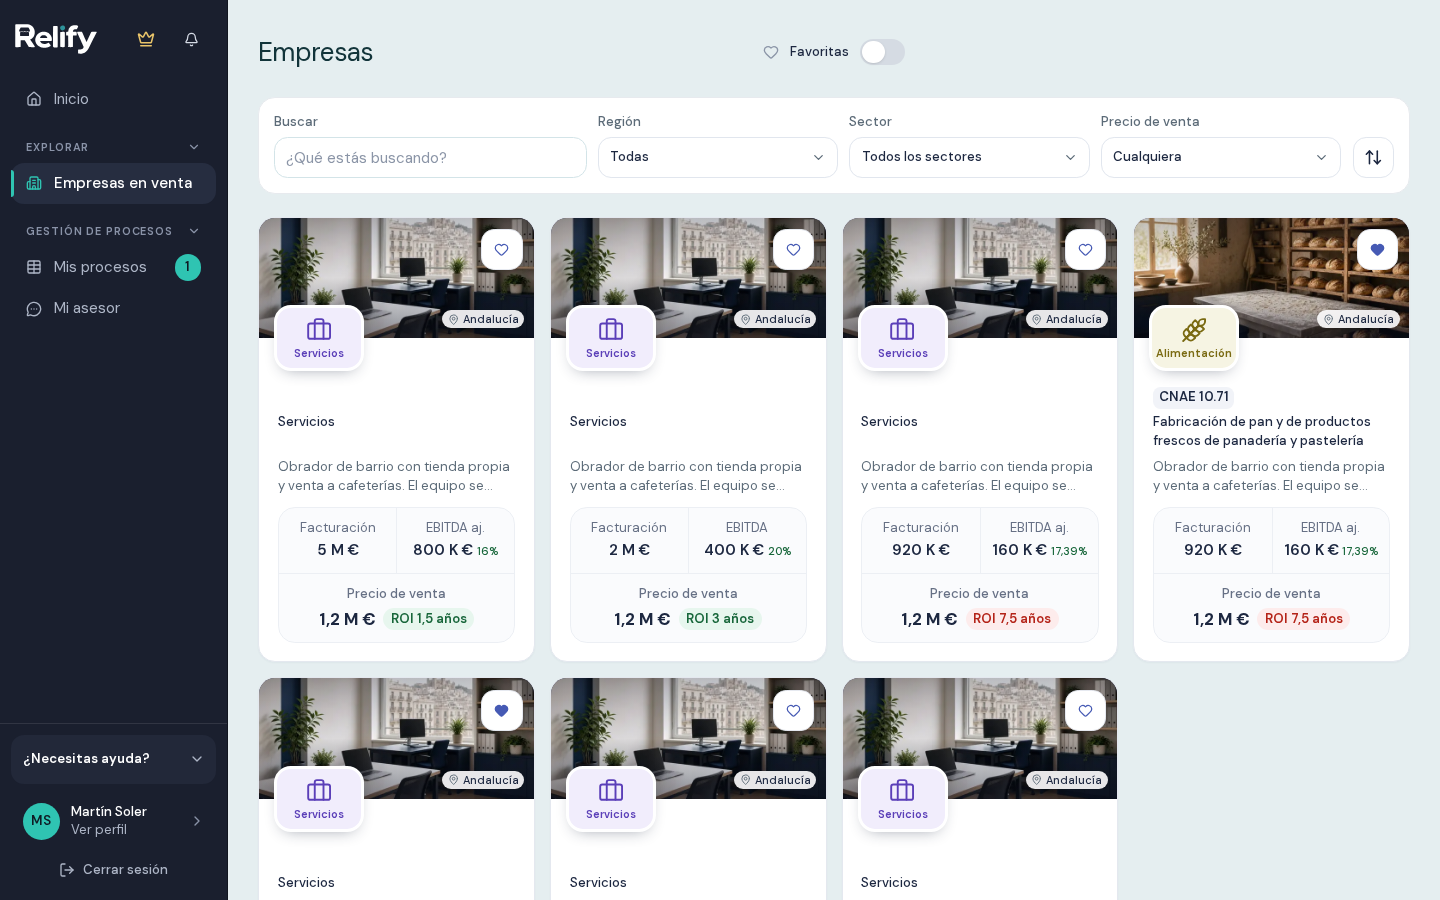 Relify
Inicio
EXPLORAR
Empresas en venta
GESTIÓN DE PROCESOS
Mis procesos 1
Mi asesor
¿Necesitas ayuda?
MS
Martín Soler
Ver perfil
Cerrar sesión
Empresas
Favoritas
Buscar
¿Qué estás buscando?
Región
Todas
Sector
Todos los sectores
Precio de venta
Cualquiera
Andalucía
Servicios
Servicios
Obrador de barrio con tienda propia
y venta a cafeterías. El equipo se...
Facturación
5 M €
EBITDA aj.
800 K € 16%
Precio de venta
1,2 M € ROI 1,5 años
Andalucía
Servicios
Servicios
Obrador de barrio con tienda propia
y venta a cafeterías. El equipo se...
Facturación
2 M €
EBITDA
400 K € 20%
Precio de venta
1,2 M € ROI 3 años
Andalucía
Servicios
Servicios
Obrador de barrio con tienda propia
y venta a cafeterías. El equipo se...
Facturación
920 K €
EBITDA aj.
160 K € 17,39%
Precio de venta
1,2 M € ROI 7,5 años
Andalucía
Alimentación
CNAE 10.71
Fabricación de pan y de productos
frescos de panadería y pastelería
Obrador de barrio con tienda propia
y venta a cafeterías. El equipo se...
Facturación
920 K €
EBITDA aj.
160 K € 17,39%
Precio de venta
1,2 M € ROI 7,5 años
Andalucía
Servicios
Servicios
Andalucía
Servicios
Servicios
Andalucía
Servicios
Servicios